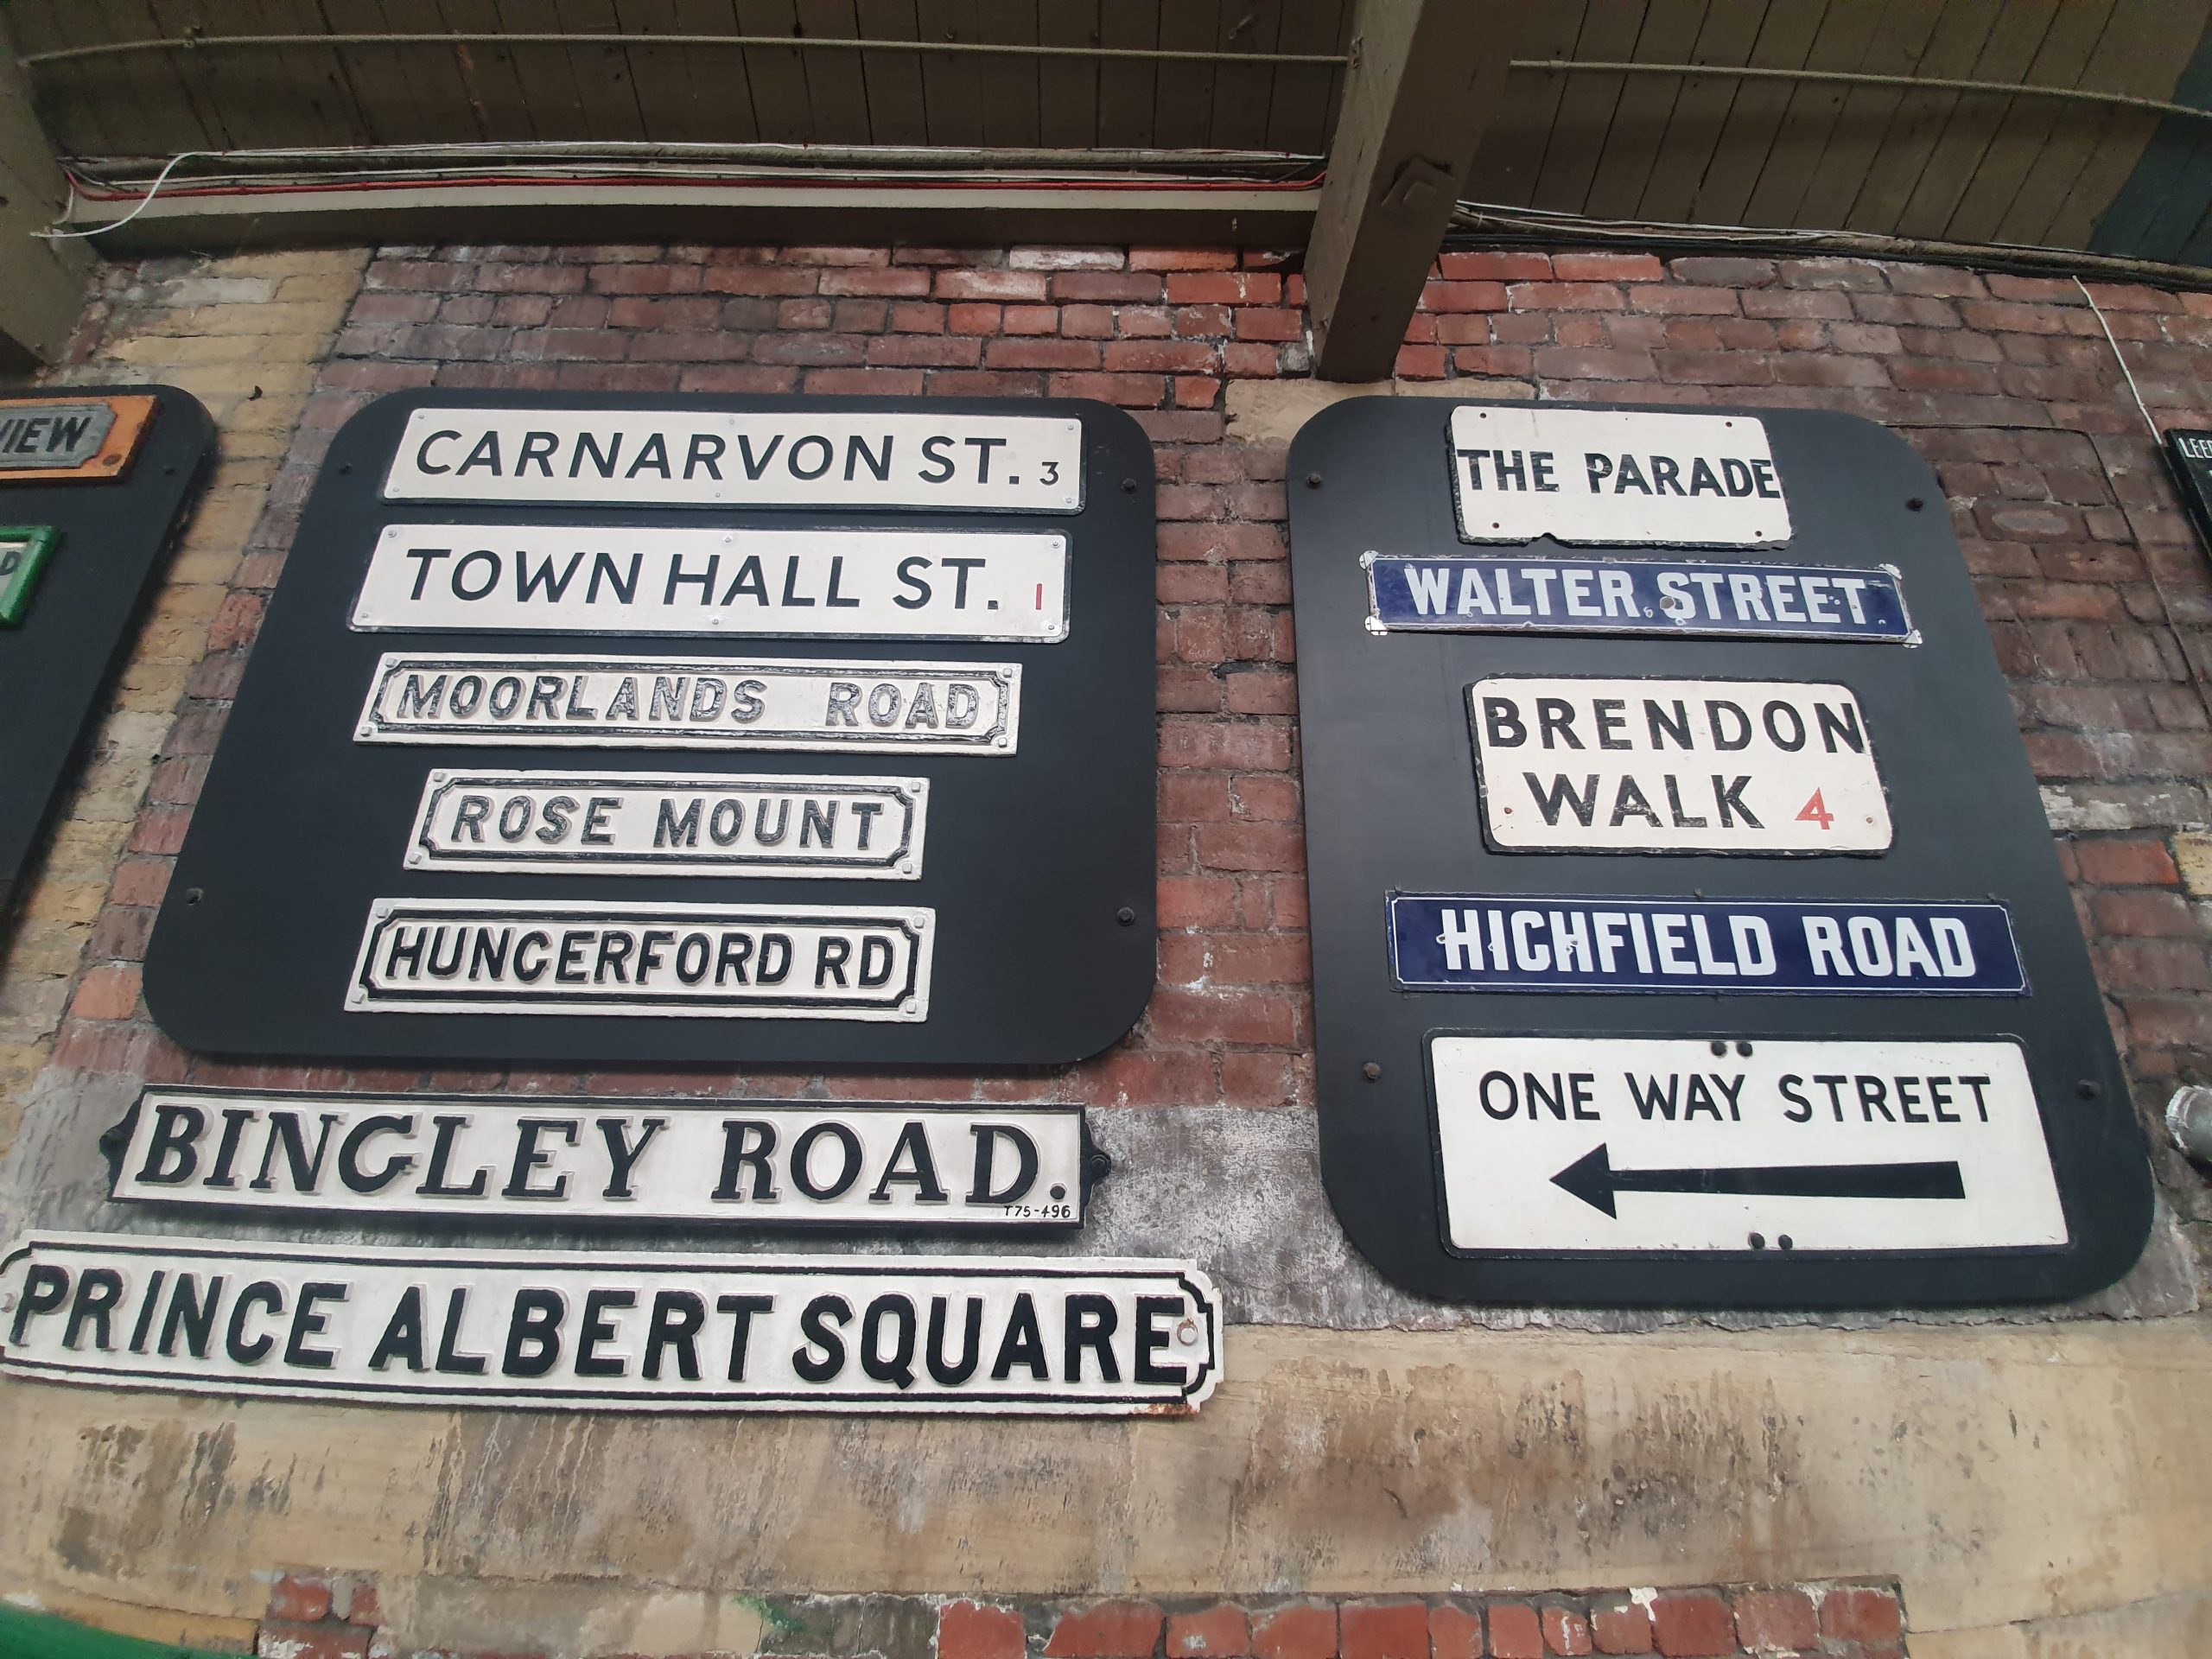 VIEW
D
CARNARVON ST. 3
TOWN HALL ST. 1
MOORLANDS ROAD
ROSE MOUNT
HUNGERFORD RD
BINGLEY ROAD.
T75-496
PRINCE ALBERT SQUARE
THE PARADE
WALTER STREET
BRENDON
WALK 4
HIGHFIELD ROAD
ONE WAY STREET